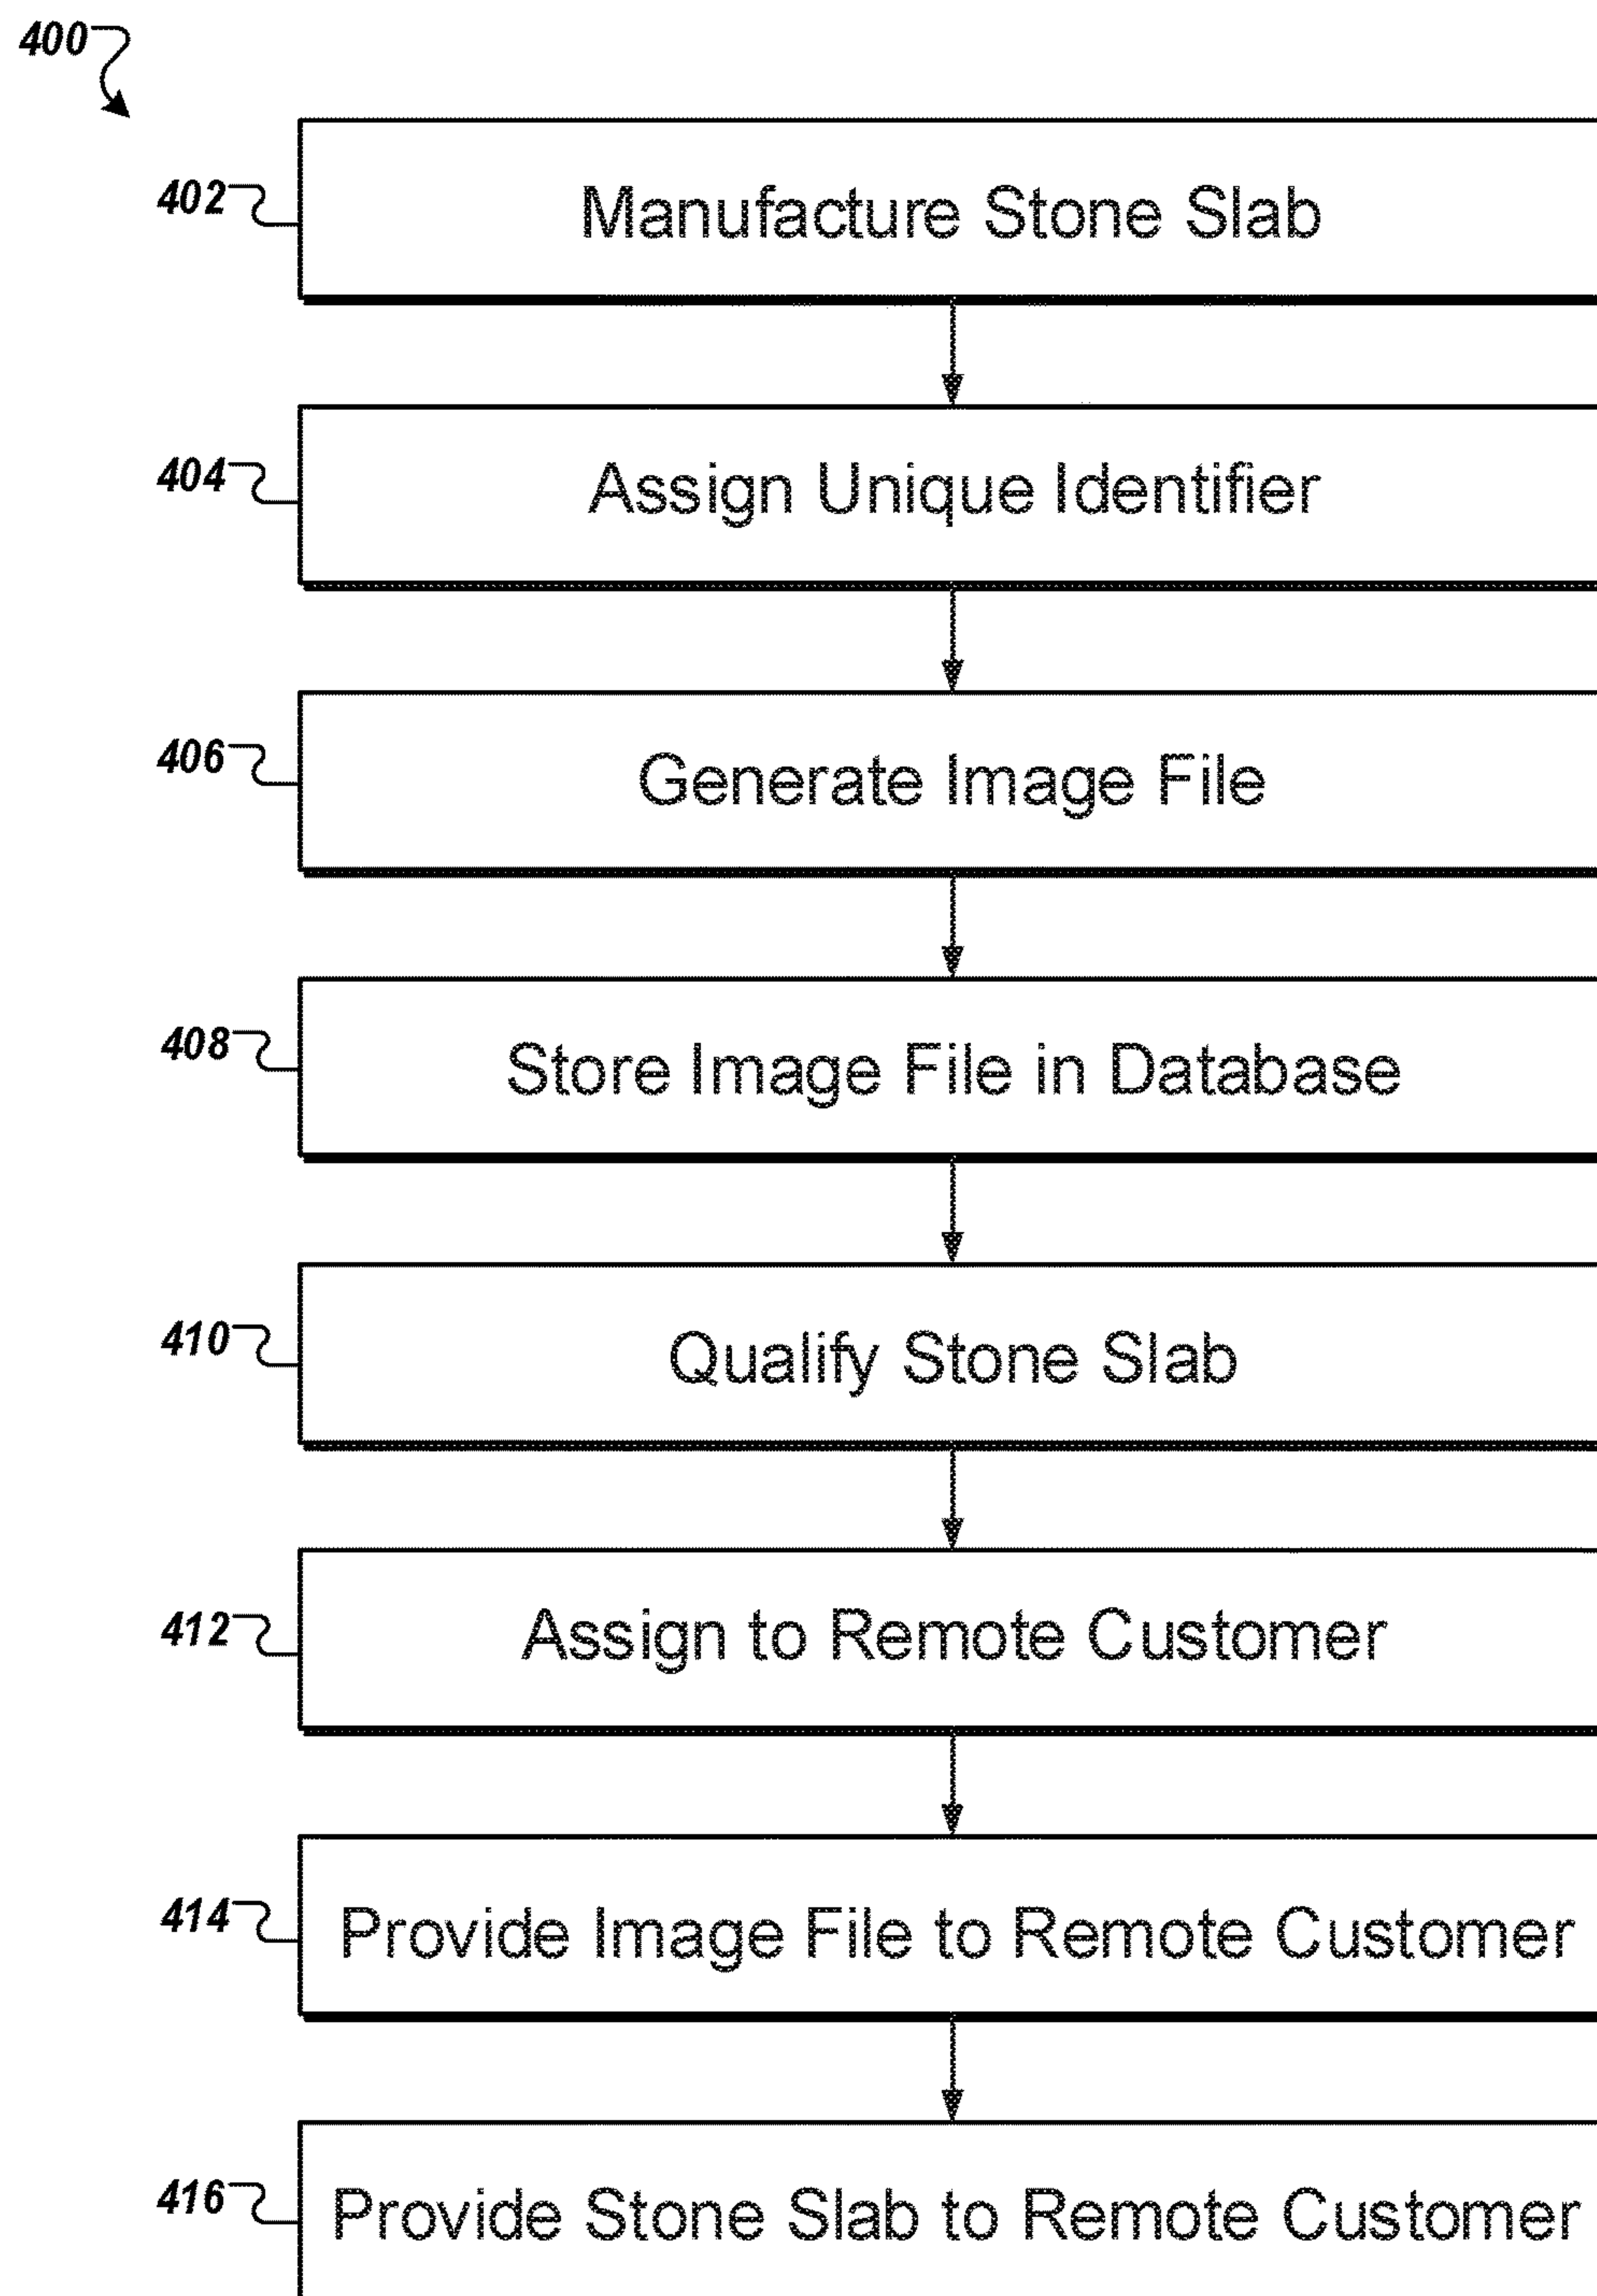 400
402 Manufacture Stone Slab
404 Assign Unique Identifier
406 Generate Image File
408 Store Image File in Database
410 Qualify Stone Slab
412 Assign to Remote Customer
414 Provide Image File to Remote Customer
416 Provide Stone Slab to Remote Customer